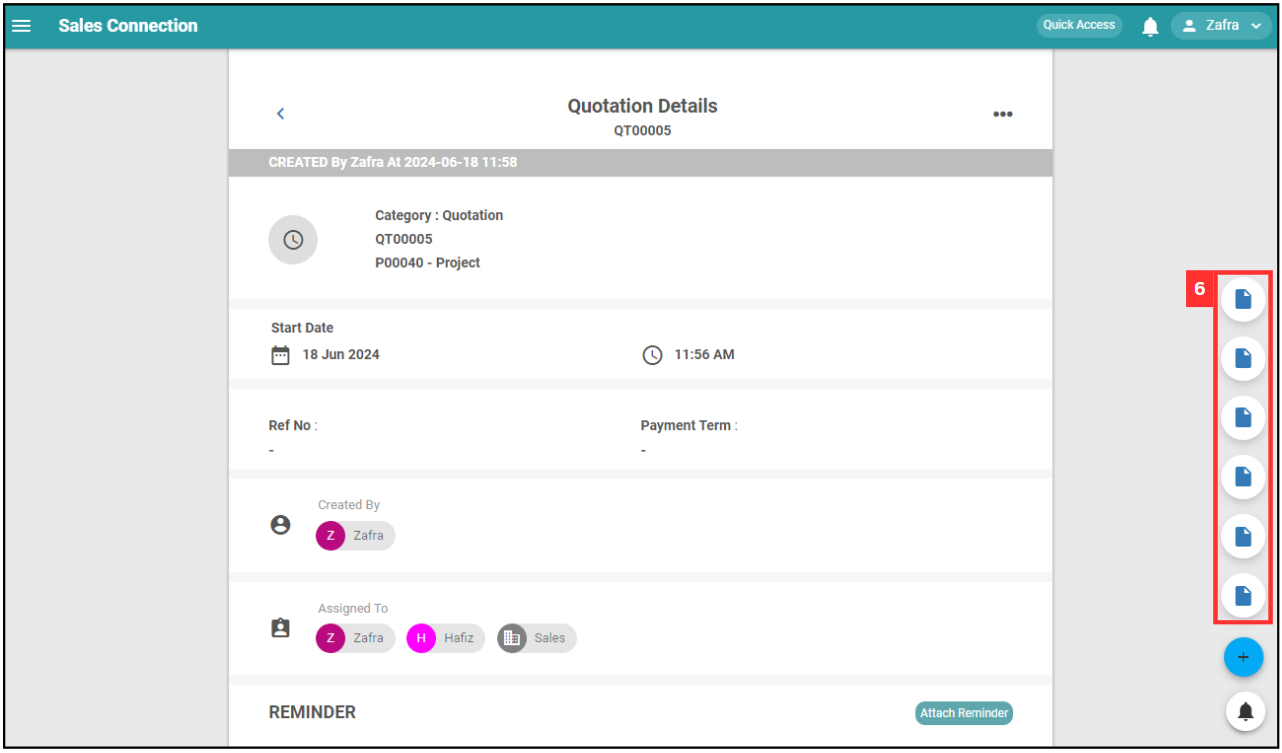 Sales Connection
Quick Access
Zafra
Quotation Details
QT00005
CREATED By Zafra At 2024-06-18 11:58
Category : Quotation
QT00005
P00040 - Project
6
Start Date
18 Jun 2024
11:56 AM
Ref No :
Payment Term :
-
-
Created By
Z Zafra
Assigned To
Z Zafra H Hafiz Sales
REMINDER
Attach Reminder